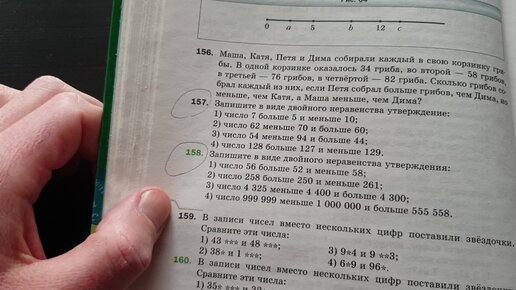 0 a 5 b 12 c
156. Маша, Катя, Петя и Дима собирали каждый в свою корзинку гри-
бы. В одной корзинке оказалось 34 гриба, во второй — 58 грибов,
в третьей — 76 грибов, в четвёртой — 82 гриба. Сколько грибов со-
брал каждый из них, если Петя собрал больше грибов, чем Дима, но
меньше, чем Катя, а Маша меньше, чем Дима?
157. Запишите в виде двойного неравенства утверждение:
1) число 7 больше 5 и меньше 10;
2) число 62 меньше 70 и больше 60;
3) число 54 меньше 94 и больше 44;
4) число 128 больше 127 и меньше 129.
158. Запишите в виде двойного неравенства утверждения:
1) число 56 больше 52 и меньше 58;
2) число 258 больше 250 и меньше 261;
3) число 4 325 меньше 4 400 и больше 4 300;
4) число 999 999 меньше 1 000 000 и больше 555 558.
159. В записи чисел вместо нескольких цифр поставили звёздочки.
Сравните эти числа:
1) 43 *** и 48 ***; 3) 9*4 и 9 **3;
2) 38* и 1 ***; 4) 6*9 и 96*.
160. В записи чисел вместо нескольких цифр поставили звёздочки.
Сравните эти числа: